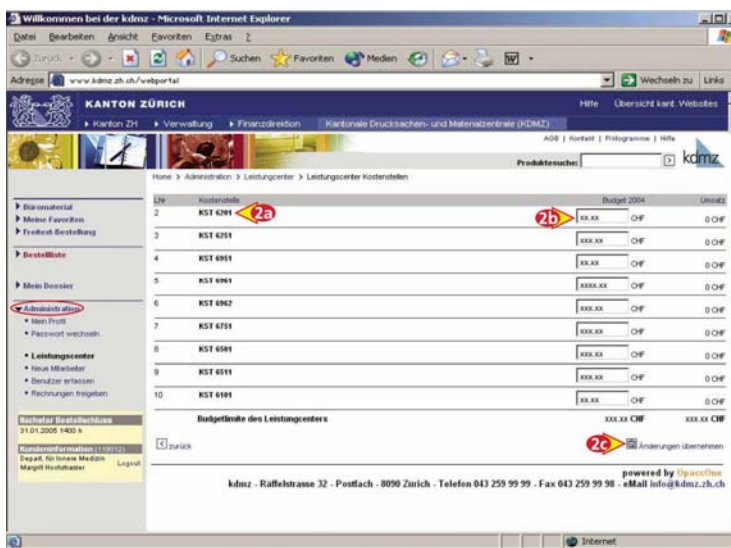 Willkommen bei der kdmz - Microsoft Internet Explorer
Datei Bearbeiten Ansicht Favoriten Extras ?
Zurück Suchen Favoriten Medien
Adresse www.kdmz.zh.ch/webportal Wechseln zu Links
KANTON ZÜRICH Hilfe Übersicht kant. Websites
Kanton ZH Verwaltung Finanzdirektion Kantonale Drucksachen- und Materialzentrale (KDMZ)
AGB | Kontakt | Piktogramme | Hilfe
Produktesuche: kdmz
Home > Administration > Leistungscenter > Leistungscenter Kostenstellen
Büromaterial
Meine Favoriten
Freitext-Bestellung
Bestellliste
Mein Dossier
Administration
• Mein Profil
• Passwort wechseln
• Leistungscenter
• Neue Mitarbeiter
• Benutzer erfassen
• Rechnungen freigeben
Nächster Bestellschluss
31.01.2005 1400 h
Kundeninformation
Depart. für Innere Medizin
Margrit
Logout
Kostenstelle Budget 2004 Umsatz
2 KST 6201 2a 2b xx.xx CHF 0 CHF
3 KST 6251 xxx.xx CHF 0 CHF
4 KST 6951 xx.xx CHF 0 CHF
5 KST 6961 xxxx.xx CHF 0 CHF
6 KST 6962 xxx.xx CHF 0 CHF
7 KST 6751 xxx.xx CHF 0 CHF
8 KST 6501 xxx.xx CHF 0 CHF
9 KST 6511 xxx.xx CHF 0 CHF
10 KST 6101 xx.xx CHF 0 CHF
Budgetlimite des Leistungscenters xxx.xx CHF xxx.xx CHF
zurück 2c Änderungen übernehmen
powered by OpaccOne
kdmz - Räffelstrasse 32 - Postfach - 8090 Zürich - Telefon 043 259 99 99 - Fax 043 259 99 98 - eMail info@kdmz.zh.ch
Internet